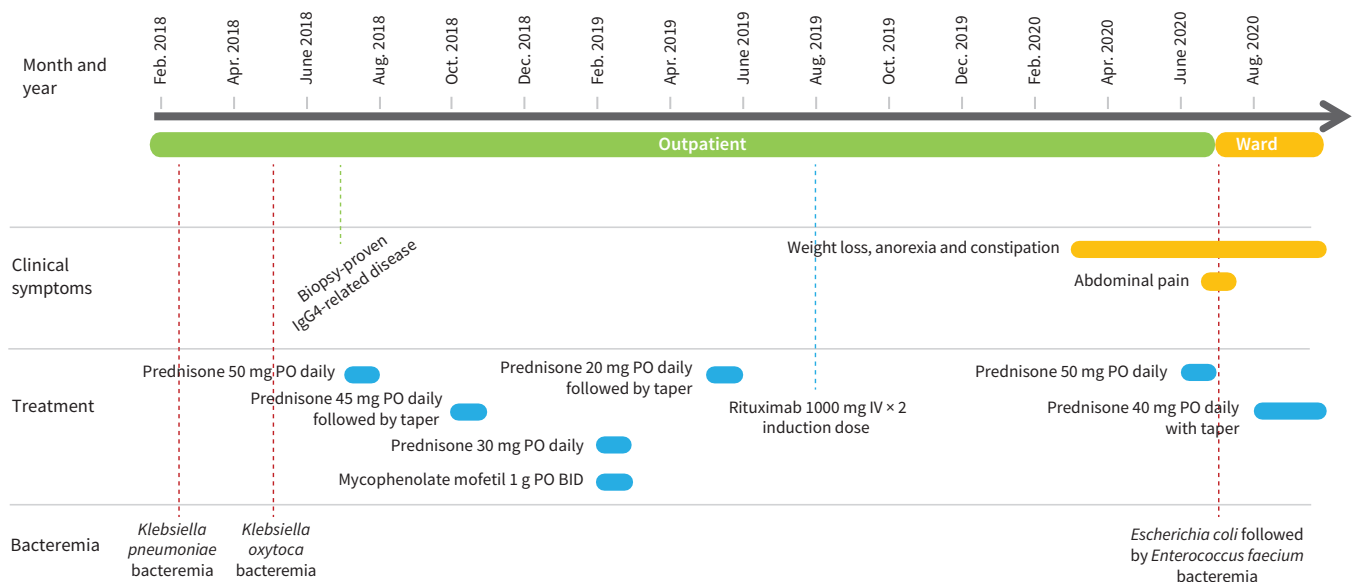 Month and
year
Feb. 2018
Apr. 2018
June 2018
Aug. 2018
Oct. 2018
Dec. 2018
Feb. 2019
Apr. 2019
June 2019
Aug. 2019
Oct. 2019
Dec. 2019
Feb. 2020
Apr. 2020
June 2020
Aug. 2020
Outpatient
Ward
Clinical
symptoms
Biopsy-proven
IgG4-related disease
Weight loss, anorexia and constipation
Abdominal pain
Treatment
Prednisone 50 mg PO daily
Prednisone 45 mg PO daily
followed by taper
Prednisone 30 mg PO daily
Mycophenolate mofetil 1 g PO BID
Prednisone 20 mg PO daily
followed by taper
Rituximab 1000 mg IV × 2
induction dose
Prednisone 50 mg PO daily
Prednisone 40 mg PO daily
with taper
Bacteremia
Klebsiella
pneumoniae
bacteremia
Klebsiella
oxytoca
bacteremia
Escherichia coli followed
by Enterococcus faecium
bacteremia